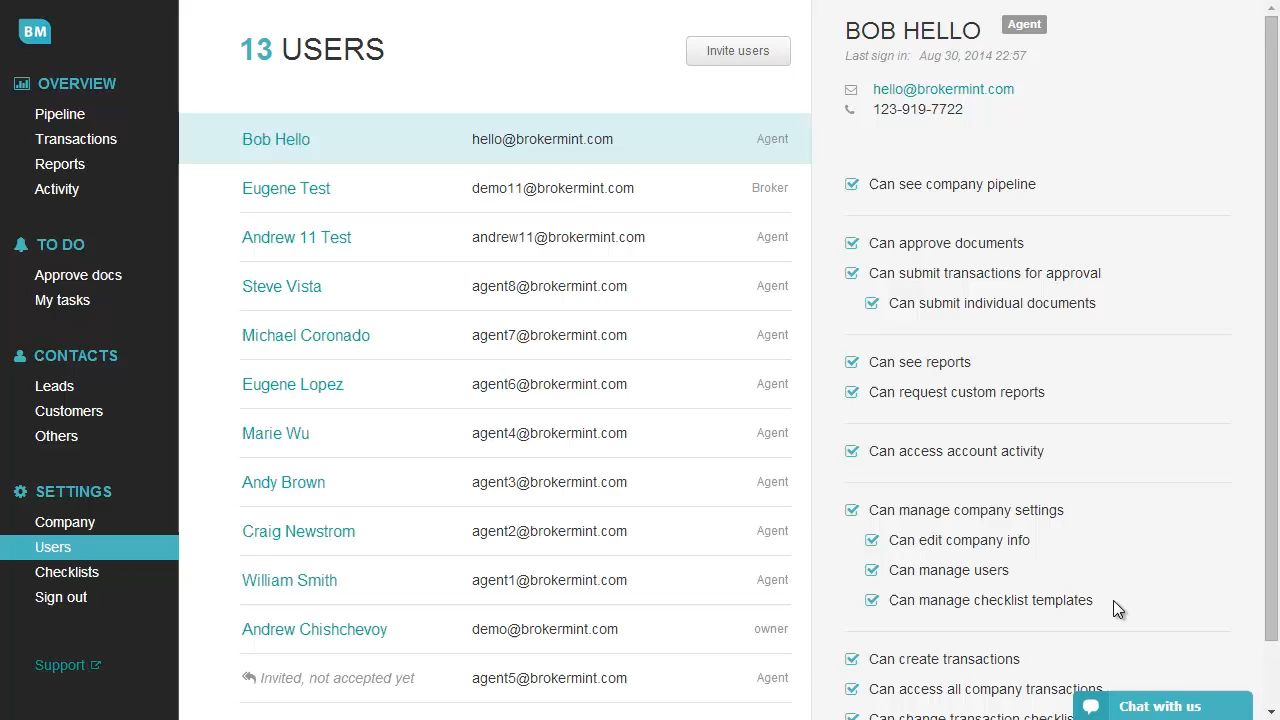 BM
OVERVIEW
Pipeline
Transactions
Reports
Activity
TO DO
Approve docs
My tasks
CONTACTS
Leads
Customers
Others
SETTINGS
Company
Users
Checklists
Sign out
Support
13 USERS
Invite users
Bob Hello hello@brokermint.com Agent
Eugene Test demo11@brokermint.com Broker
Andrew 11 Test andrew11@brokermint.com Agent
Steve Vista agent8@brokermint.com Agent
Michael Coronado agent7@brokermint.com Agent
Eugene Lopez agent6@brokermint.com Agent
Marie Wu agent4@brokermint.com Agent
Andy Brown agent3@brokermint.com Agent
Craig Newstrom agent2@brokermint.com Agent
William Smith agent1@brokermint.com Agent
Andrew Chishchevoy demo@brokermint.com owner
Invited, not accepted yet agent5@brokermint.com Agent
BOB HELLO Agent
Last sign in: Aug 30, 2014 22:57
hello@brokermint.com
123-919-7722
Can see company pipeline
Can approve documents
Can submit transactions for approval
Can submit individual documents
Can see reports
Can request custom reports
Can access account activity
Can manage company settings
Can edit company info
Can manage users
Can manage checklist templates
Can create transactions
Can access all company transactions
Can change transaction
Chat with us